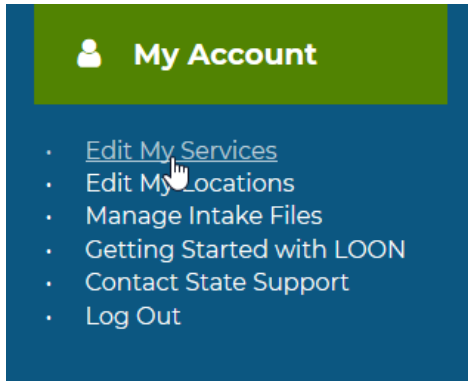 My Account
Edit My Services
Edit My Locations
Manage Intake Files
Getting Started with LOON
Contact State Support
Log Out